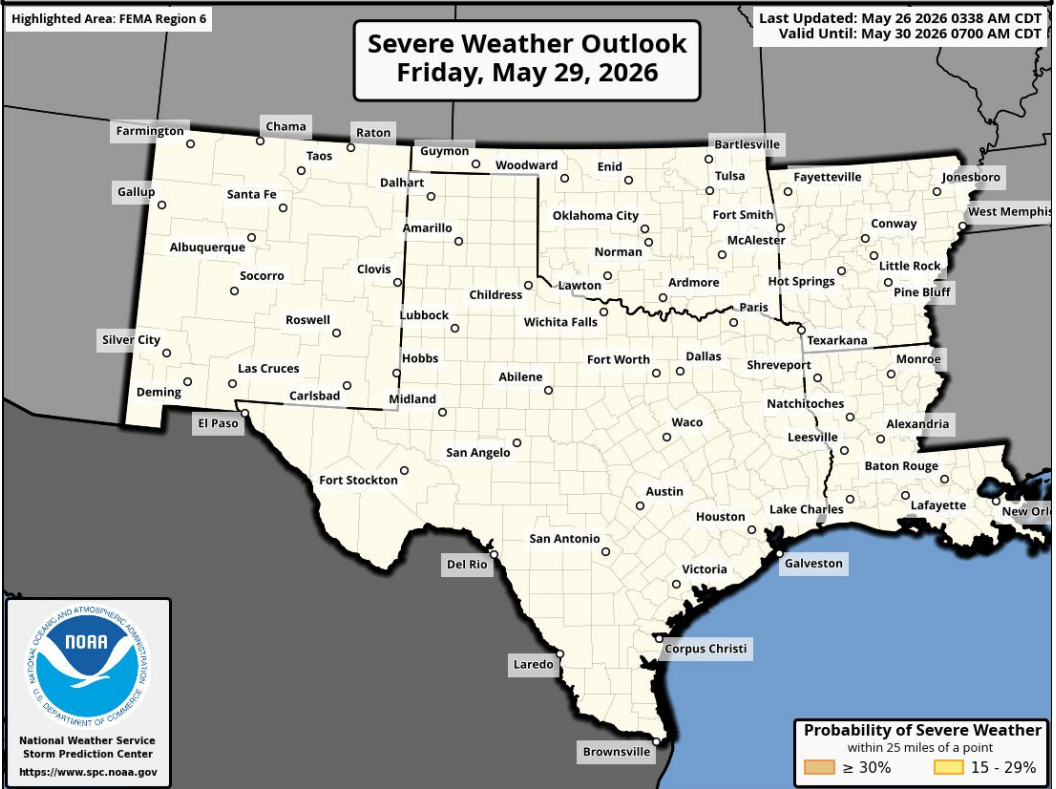 Highlighted Area: FEMA Region 6
Last Updated: May 26 2026 0338 AM CDT
Valid Until: May 30 2026 0700 AM CDT
Severe Weather Outlook
Friday, May 29, 2026
Farmington
Chama
Raton
Taos
Guymon
Woodward
Enid
Bartlesville
Tulsa
Fayetteville
Jonesboro
Gallup
Santa Fe
Dalhart
Oklahoma City
Fort Smith
West Memphis
Albuquerque
Amarillo
Norman
McAlester
Conway
Socorro
Clovis
Childress
Lawton
Ardmore
Hot Springs
Little Rock
Pine Bluff
Roswell
Lubbock
Wichita Falls
Paris
Texarkana
Silver City
Las Cruces
Hobbs
Fort Worth
Dallas
Shreveport
Monroe
Deming
Carlsbad
Midland
Abilene
Natchitoches
El Paso
Waco
Leesville
Alexandria
San Angelo
Fort Stockton
Baton Rouge
Austin
Houston
Lake Charles
Lafayette
New Orl
San Antonio
Del Rio
Victoria
Galveston
Laredo
Corpus Christi
Brownsville
NATIONAL OCEANIC AND ATMOSPHERIC ADMINISTRATION
NOAA
U.S. DEPARTMENT OF COMMERCE
National Weather Service
Storm Prediction Center
https://www.spc.noaa.gov
Probability of Severe Weather
within 25 miles of a point
≥ 30%
15 - 29%